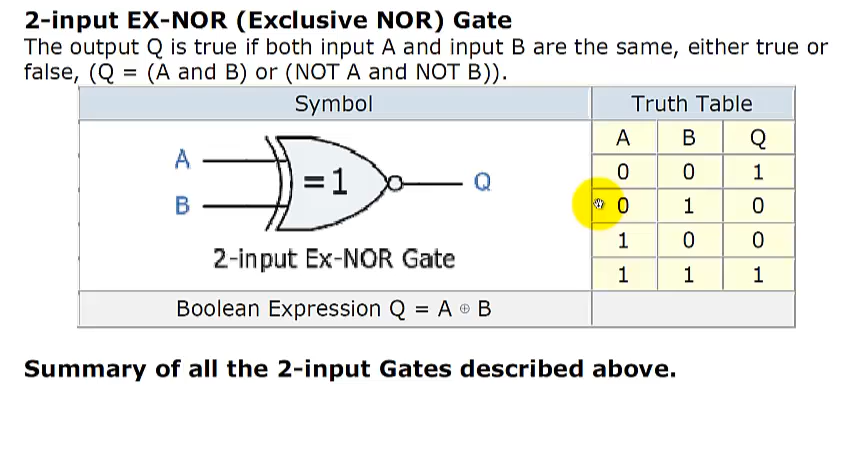 2-input EX-NOR (Exclusive NOR) Gate
The output Q is true if both input A and input B are the same, either true or
false, (Q = (A and B) or (NOT A and NOT B)).
Symbol Truth Table
A B Q
A =1 Q
B
0 0 1
0 1 0
1 0 0
1 1 1
2-input Ex-NOR Gate
Boolean Expression Q = A ⊕ B
Summary of all the 2-input Gates described above.